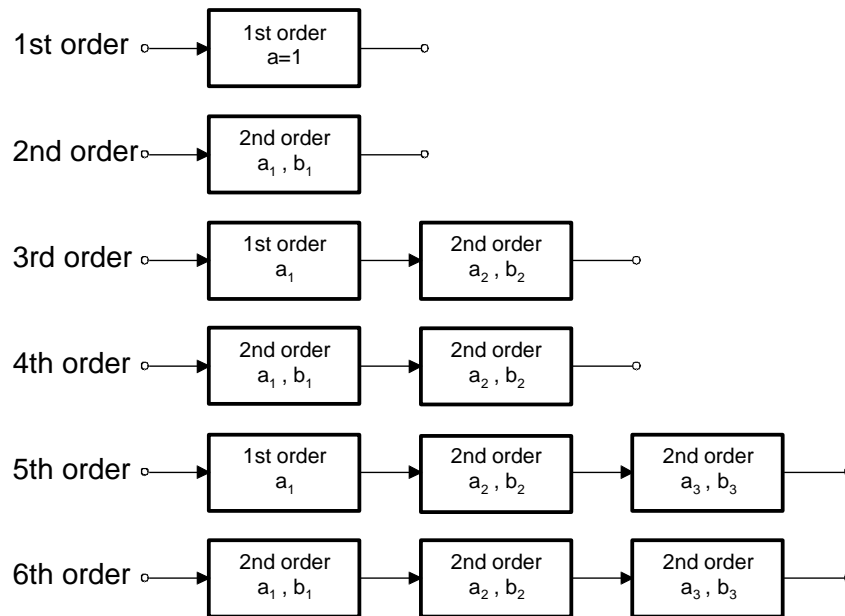 1st order
1st order
a=1
2nd order
2nd order
a₁ , b₁
3rd order
1st order
a₁
2nd order
a₂ , b₂
4th order
2nd order
a₁ , b₁
2nd order
a₂ , b₂
5th order
1st order
a₁
2nd order
a₂ , b₂
2nd order
a₃ , b₃
6th order
2nd order
a₁ , b₁
2nd order
a₂ , b₂
2nd order
a₃ , b₃